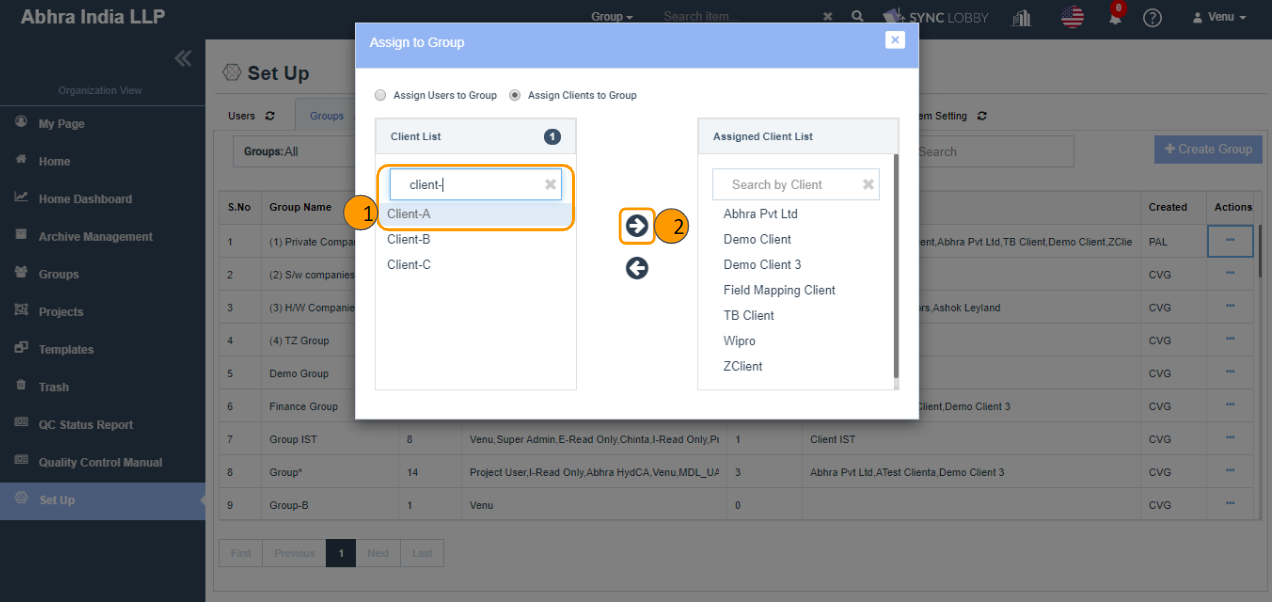 Abhra India LLP
Group
Search Item...
SYNC LOBBY
0
Venu
Organization View
My Page
Home
Home Dashboard
Archive Management
Groups
Projects
Templates
Trash
QC Status Report
Quality Control Manual
Set Up
Set Up
Users
Groups
em Setting
Groups:All
Search
Create Group
Assign to Group
Assign Users to Group
Assign Clients to Group
Client List
1
client-
Client-A
Client-B
Client-C
1
2
Assigned Client List
Search by Client
Abhra Pvt Ltd
Demo Client
Demo Client 3
Field Mapping Client
TB Client
Wipro
ZClient
S.No Group Name Created Actions
1 (1) Private Compa ent,Abhra Pvt Ltd,TB Client,Demo Client,ZClie PAL
2 (2) S/w companies CVG
3 (3) H/W Companie rs,Ashok Leyland CVG
4 (4) TZ Group CVG
5 Demo Group CVG
6 Finance Group Client,Demo Client 3 CVG
7 Group IST 8 Venu,Super Admin,E-Read Only,Chinta,I-Read Only,Pr 1 Client IST CVG
8 Group* 14 Project User,I-Read Only,Abhra HydCA,Venu,MDL_UA 3 Abhra Pvt Ltd,ATest Clienta,Demo Client 3 CVG
9 Group-B 1 Venu 0 CVG
First Previous 1 Next Last